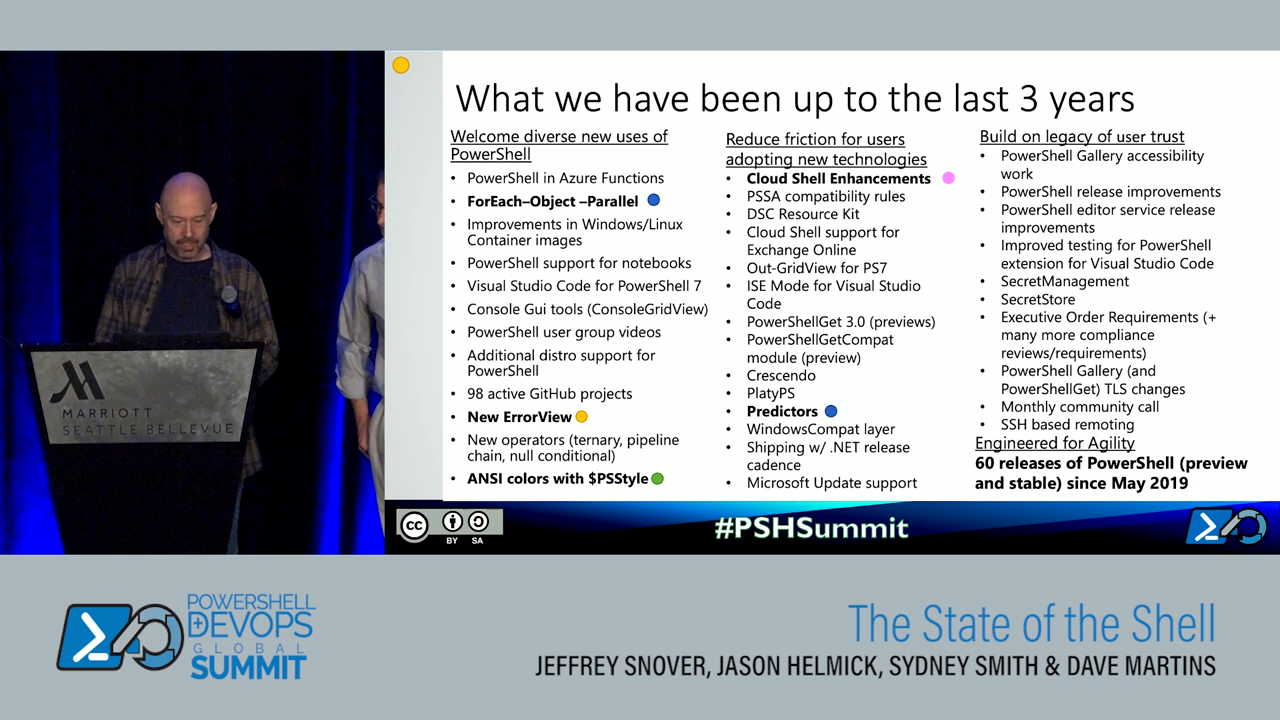 What we have been up to the last 3 years
Welcome diverse new uses of
PowerShell
• PowerShell in Azure Functions
• ForEach–Object –Parallel
• Improvements in Windows/Linux
Container images
• PowerShell support for notebooks
• Visual Studio Code for PowerShell 7
• Console Gui tools (ConsoleGridView)
• PowerShell user group videos
• Additional distro support for
PowerShell
• 98 active GitHub projects
• New ErrorView
• New operators (ternary, pipeline
chain, null conditional)
• ANSI colors with $PSStyle
Reduce friction for users
adopting new technologies
• Cloud Shell Enhancements
• PSSA compatibility rules
• DSC Resource Kit
• Cloud Shell support for
Exchange Online
• Out-GridView for PS7
• ISE Mode for Visual Studio
Code
• PowerShellGet 3.0 (previews)
• PowerShellGetCompat
module (preview)
• Crescendo
• PlatyPS
• Predictors
• WindowsCompat layer
• Shipping w/ .NET release
cadence
• Microsoft Update support
Build on legacy of user trust
• PowerShell Gallery accessibility
work
• PowerShell release improvements
• PowerShell editor service release
improvements
• Improved testing for PowerShell
extension for Visual Studio Code
• SecretManagement
• SecretStore
• Executive Order Requirements (+
many more compliance
reviews/requirements)
• PowerShell Gallery (and
PowerShellGet) TLS changes
• Monthly community call
• SSH based remoting
Engineered for Agility
60 releases of PowerShell (preview
and stable) since May 2019
MARRIOTT
SEATTLE BELLEVUE
cc BY SA
#PSHSummit
POWERSHELL
+DEVOPS
GLOBAL
SUMMIT
The State of the Shell
JEFFREY SNOVER, JASON HELMICK, SYDNEY SMITH & DAVE MARTINS